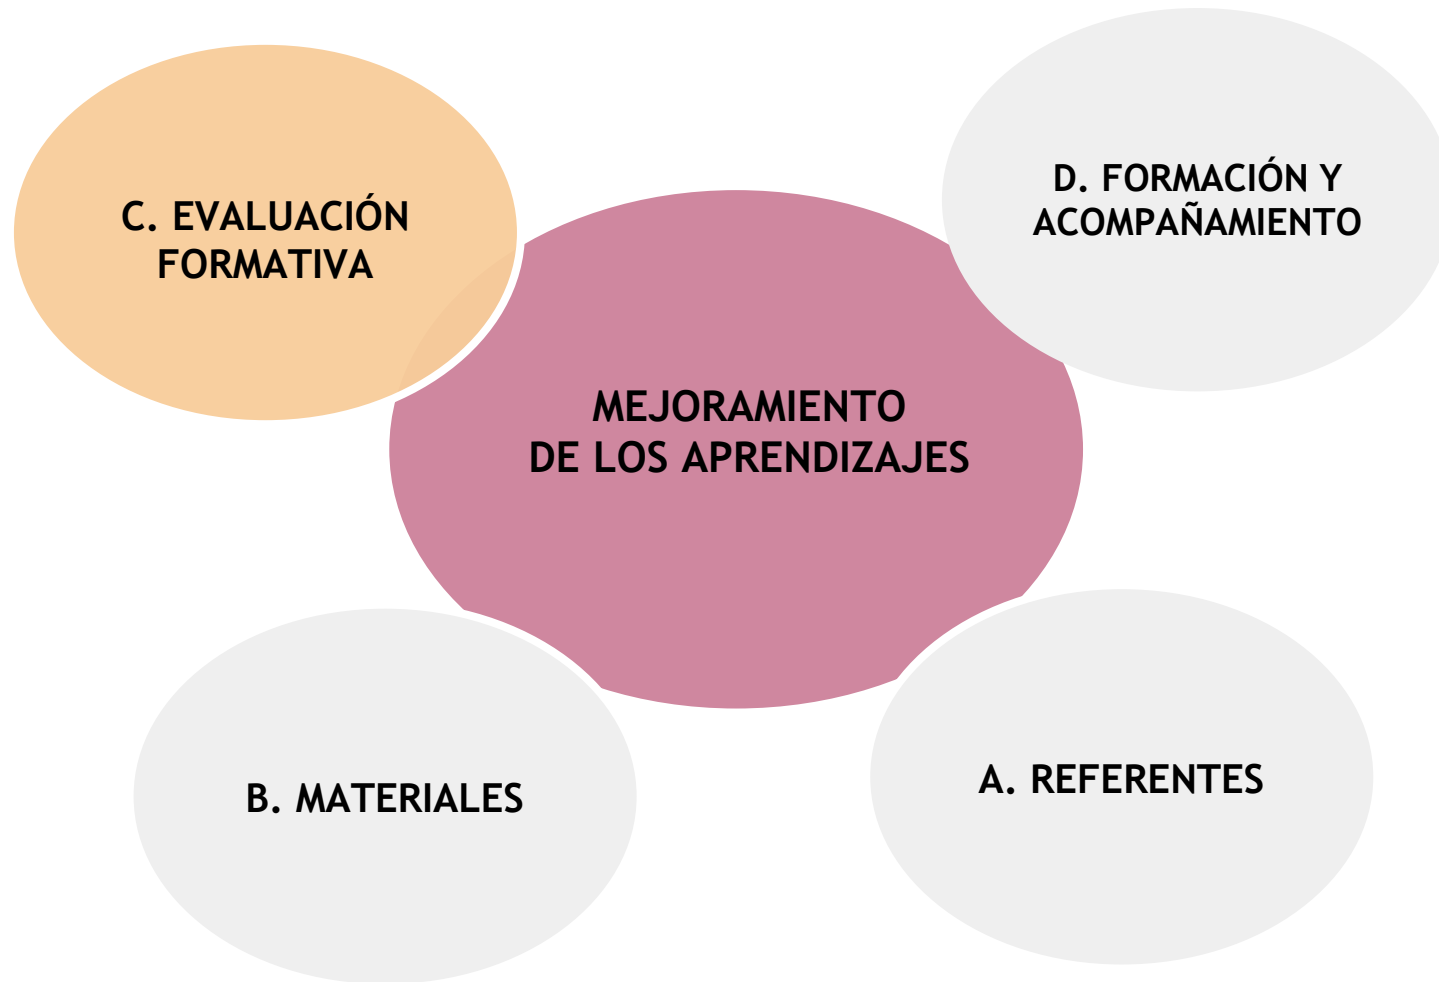 D. FORMACIÓN Y
ACOMPAÑAMIENTO
C. EVALUACIÓN
FORMATIVA
MEJORAMIENTO
DE LOS APRENDIZAJES
B. MATERIALES
A. REFERENTES